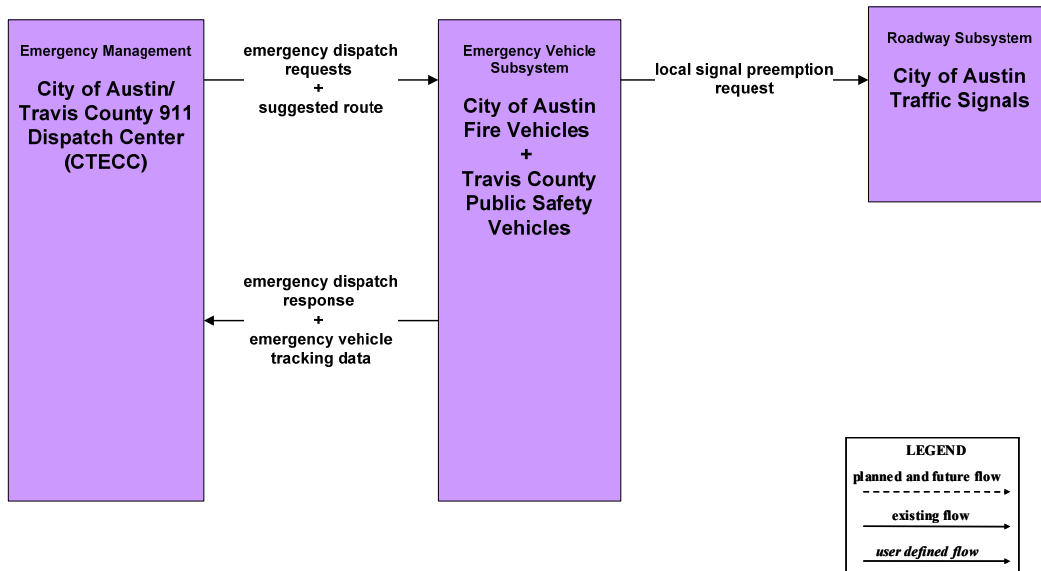 Emergency Management
City of Austin/
Travis County 911
Dispatch Center
(CTECC)
emergency dispatch
requests
+
suggested route
Emergency Vehicle
Subsystem
City of Austin
Fire Vehicles
+
Travis County
Public Safety
Vehicles
local signal preemption
request
Roadway Subsystem
City of Austin
Traffic Signals
emergency dispatch
response
+
emergency vehicle
tracking data
LEGEND
planned and future flow
existing flow
user defined flow